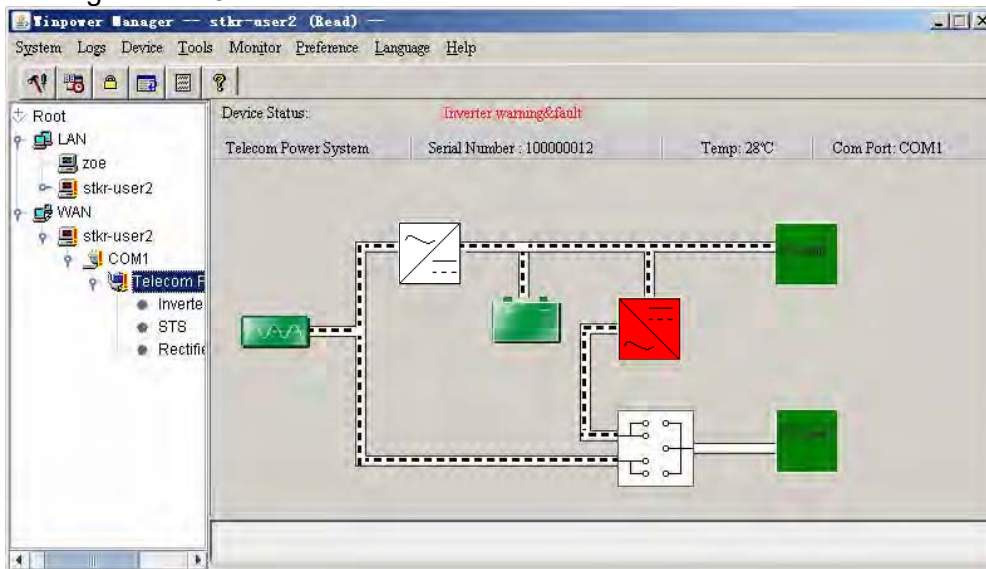 Winpower Manager -- stkr-user2 (Read) --
System Logs Device Tools Monitor Preference Language Help
Device Status: Inverter warning&fault
Telecom Power System Serial Number : 100000012 Temp: 28℃ Com Port: COM1
Root
LAN
zoe
stkr-user2
WAN
stkr-user2
COM1
Telecom P
Inverte
STS
Rectifie